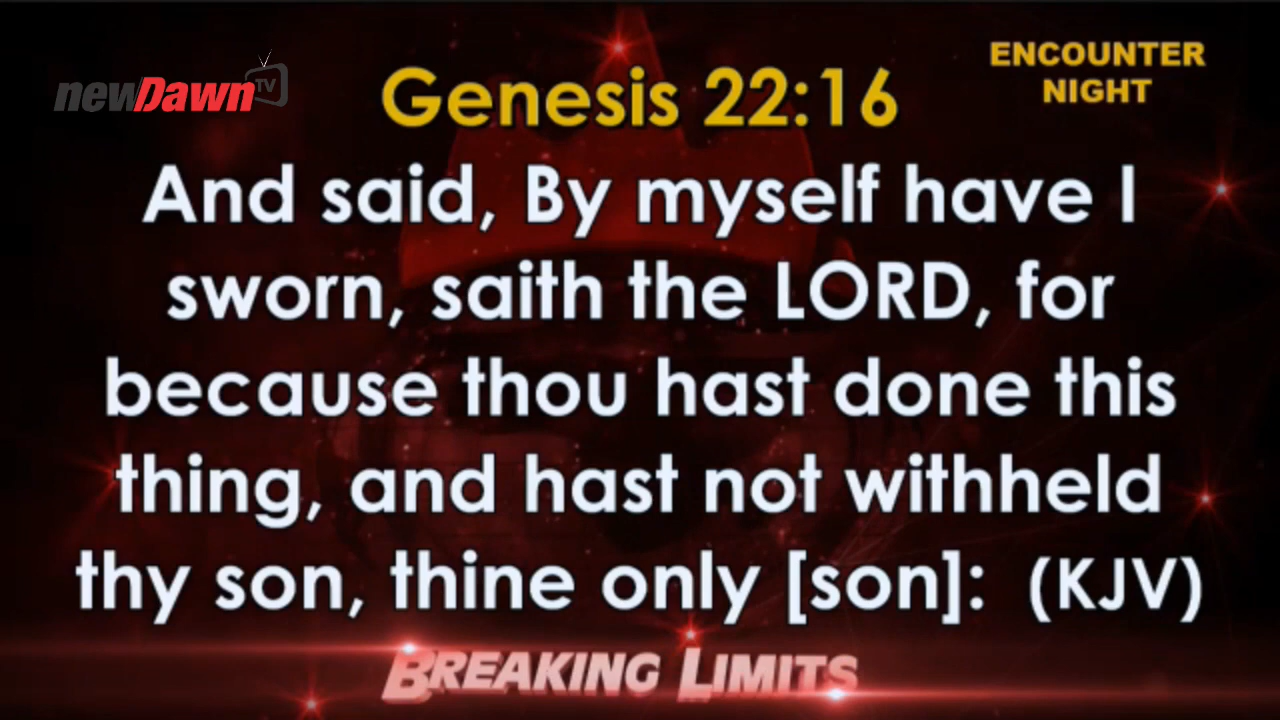 newDawn TV
ENCOUNTER
NIGHT
Genesis 22:16
And said, By myself have I
sworn, saith the LORD, for
because thou hast done this
thing, and hast not withheld
thy son, thine only [son]: (KJV)
BREAKING LIMITS